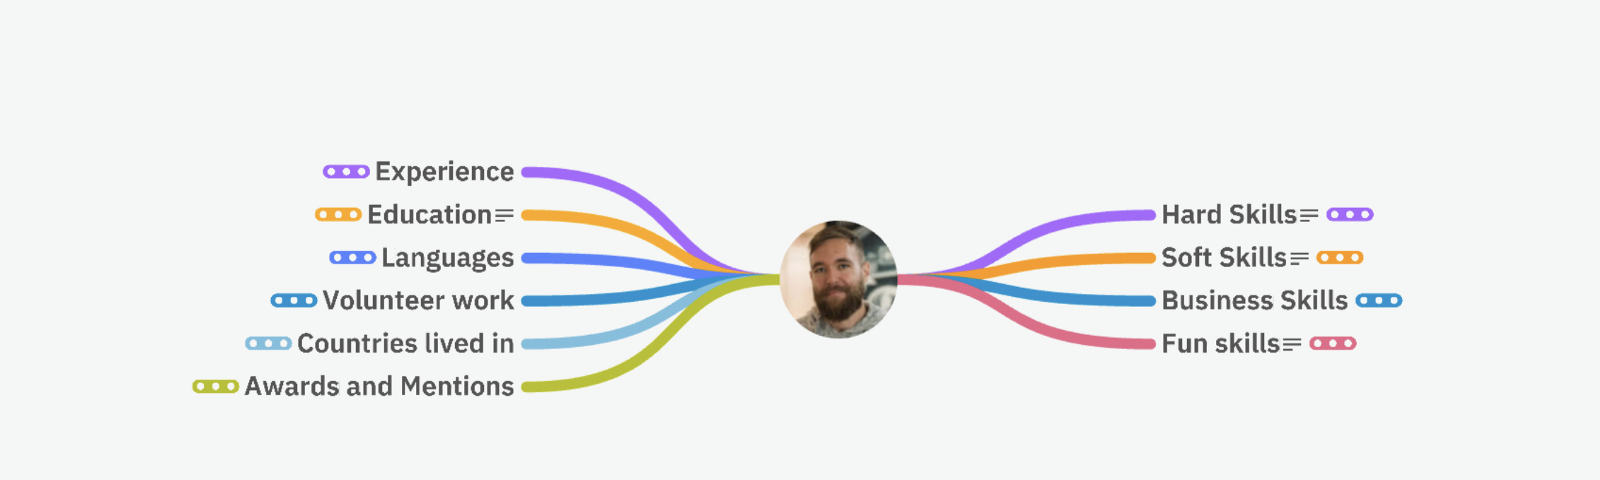 Experience
Education
Languages
Volunteer work
Countries lived in
Awards and Mentions
Hard Skills
Soft Skills
Business Skills
Fun skills